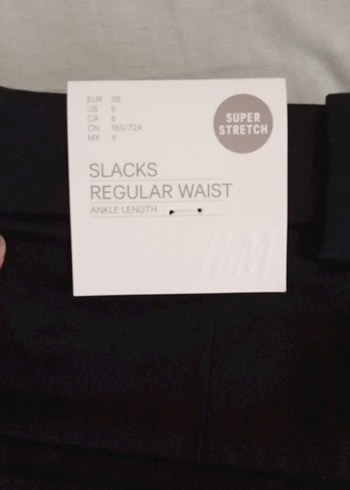 EUR 38
US 6
CA 6
CN 165/72A
MX 6
SUPER
STRETCH
SLACKS
REGULAR WAIST
ANKLE LENGTH
H&M